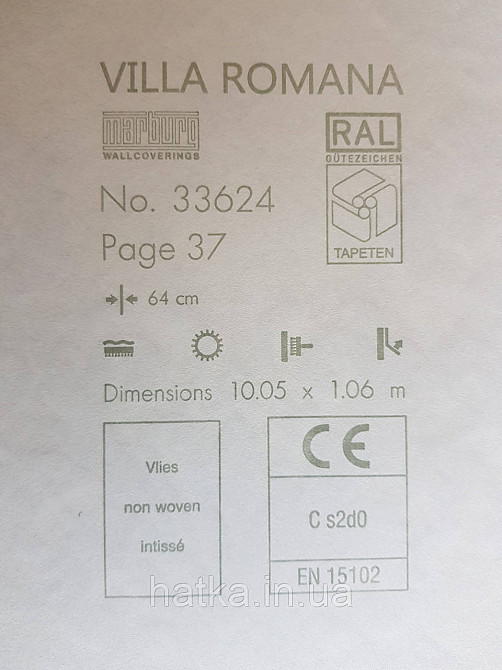 VILLA ROMANA
marburg
WALLCOVERINGS
RAL
GÜTEZEICHEN
No. 33624
Page 37
TAPETEN
64 cm
Dimensions 10.05 x 1.06 m
Vlies
non woven
intissé
CE
C s2d0
EN 15102
hatka.in.ua